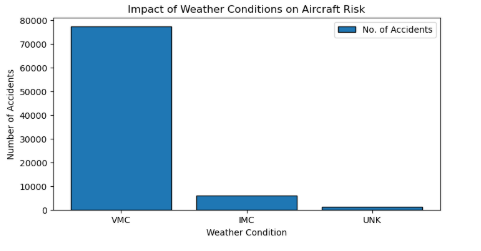 Impact of Weather Conditions on Aircraft Risk
No. of Accidents
80000
70000
60000
50000
40000
30000
20000
10000
0
Number of Accidents
VMC IMC UNK
Weather Condition